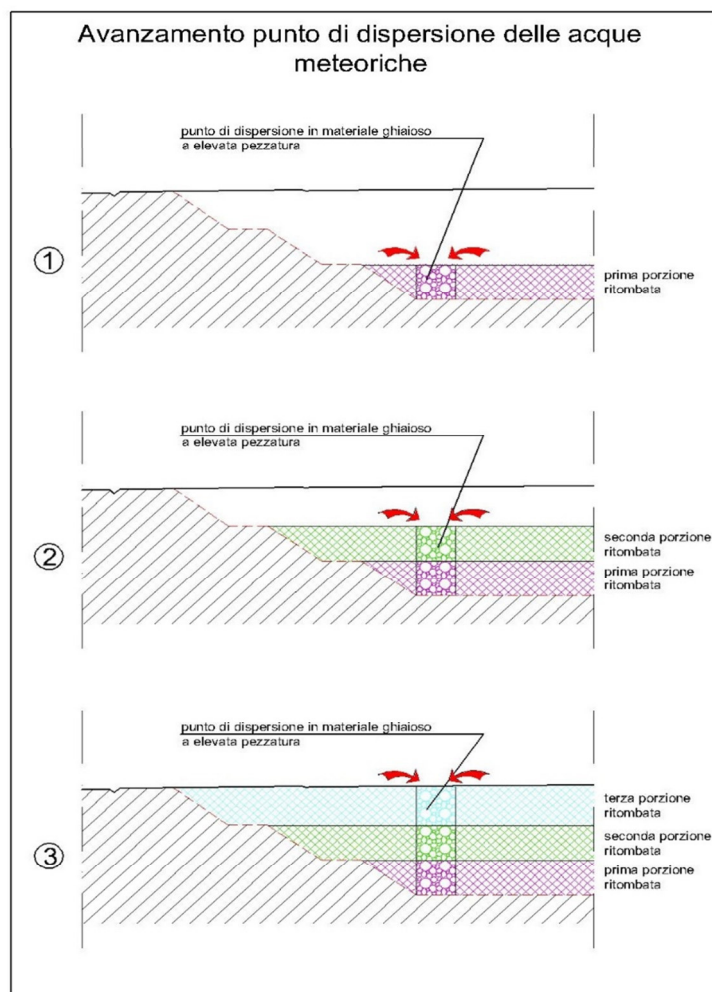 Avanzamento punto di dispersione delle acque
meteoriche
punto di dispersione in materiale ghiaioso
a elevata pezzatura
1
prima porzione
ritombata
punto di dispersione in materiale ghiaioso
a elevata pezzatura
2
seconda porzione
ritombata
prima porzione
ritombata
punto di dispersione in materiale ghiaioso
a elevata pezzatura
3
terza porzione
ritombata
seconda porzione
ritombata
prima porzione
ritombata